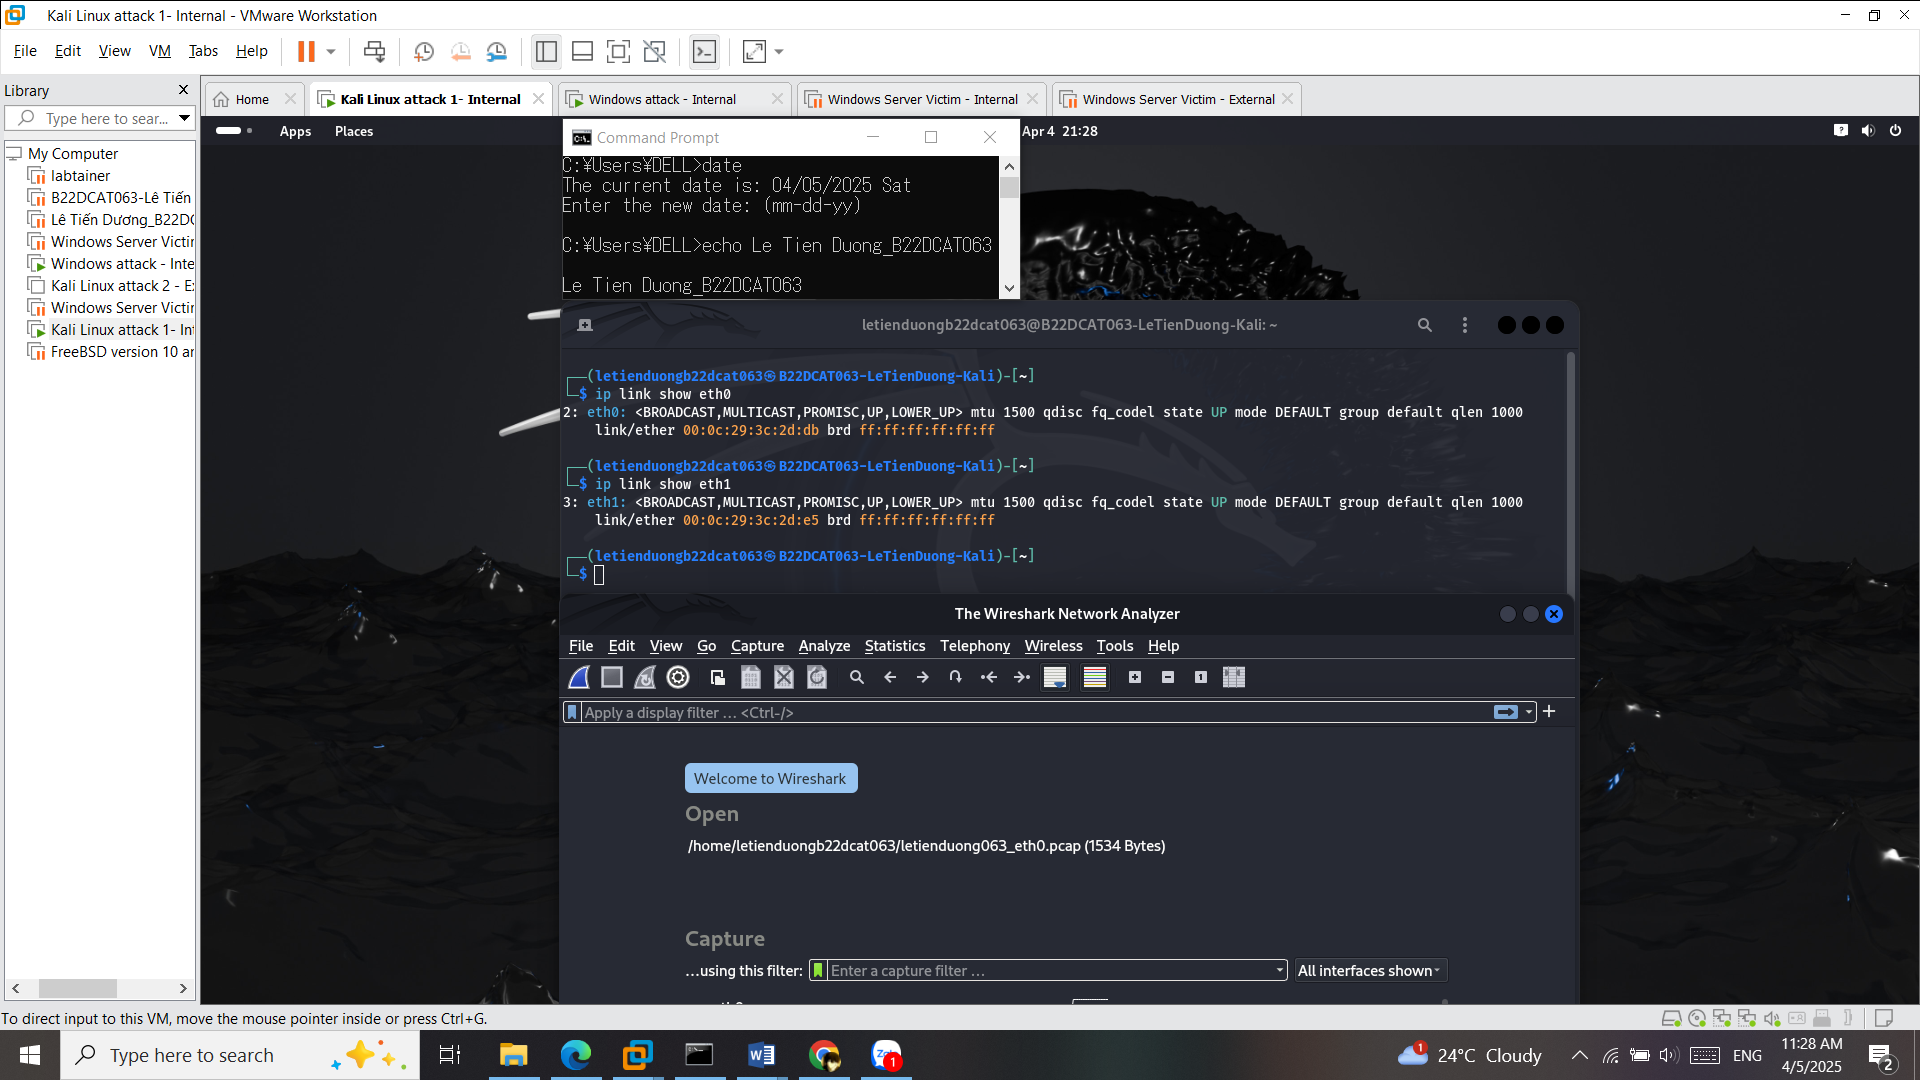 Kali Linux attack 1- Internal - VMware Workstation
File Edit View VM Tabs Help
Library
Type here to sear...
Home
Kali Linux attack 1- Internal
Windows attack - Internal
Windows Server Victim - Internal
Windows Server Victim - External
My Computer
labtainer
B22DCAT063-Lê Tiến
Lê Tiến Dương_B22DC
Windows Server Victin
Windows attack - Inte
Kali Linux attack 2 - E
Windows Server Victin
Kali Linux attack 1- In
FreeBSD version 10 ar
Apps Places
Apr 4 21:28
Command Prompt
C:¥Users¥DELL>date
The current date is: 04/05/2025 Sat
Enter the new date: (mm-dd-yy)
C:¥Users¥DELL>echo Le Tien Duong_B22DCAT063
Le Tien Duong_B22DCAT063
letienduongb22dcat063@B22DCAT063-LeTienDuong-Kali: ~
(letienduongb22dcat063㉿B22DCAT063-LeTienDuong-Kali)-[~]
$ ip link show eth0
2: eth0: <BROADCAST,MULTICAST,PROMISC,UP,LOWER_UP> mtu 1500 qdisc fq_codel state UP mode DEFAULT group default qlen 1000
link/ether 00:0c:29:3c:2d:db brd ff:ff:ff:ff:ff:ff
(letienduongb22dcat063㉿B22DCAT063-LeTienDuong-Kali)-[~]
$ ip link show eth1
3: eth1: <BROADCAST,MULTICAST,PROMISC,UP,LOWER_UP> mtu 1500 qdisc fq_codel state UP mode DEFAULT group default qlen 1000
link/ether 00:0c:29:3c:2d:e5 brd ff:ff:ff:ff:ff:ff
(letienduongb22dcat063㉿B22DCAT063-LeTienDuong-Kali)-[~]
$
The Wireshark Network Analyzer
File Edit View Go Capture Analyze Statistics Telephony Wireless Tools Help
Apply a display filter ... <Ctrl-/>
Welcome to Wireshark
Open
/home/letienduongb22dcat063/letienduong063_eth0.pcap (1534 Bytes)
Capture
...using this filter: Enter a capture filter ... All interfaces shown
To direct input to this VM, move the mouse pointer inside or press Ctrl+G.
Type here to search
1
1
24°C Cloudy
ENG
11:28 AM
4/5/2025
2